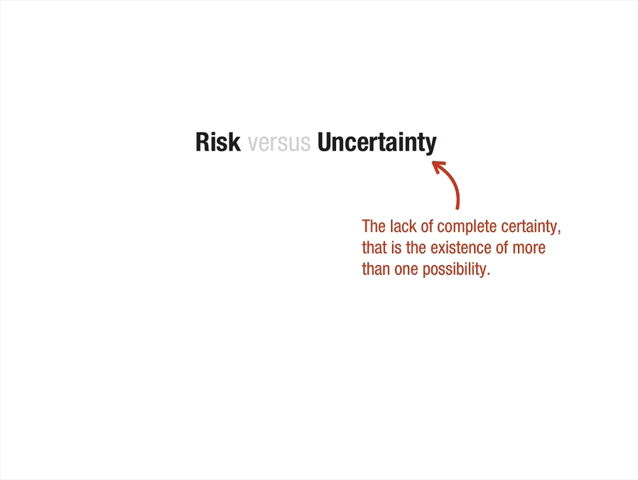 Risk versus Uncertainty
The lack of complete certainty,
that is the existence of more
than one possibility.